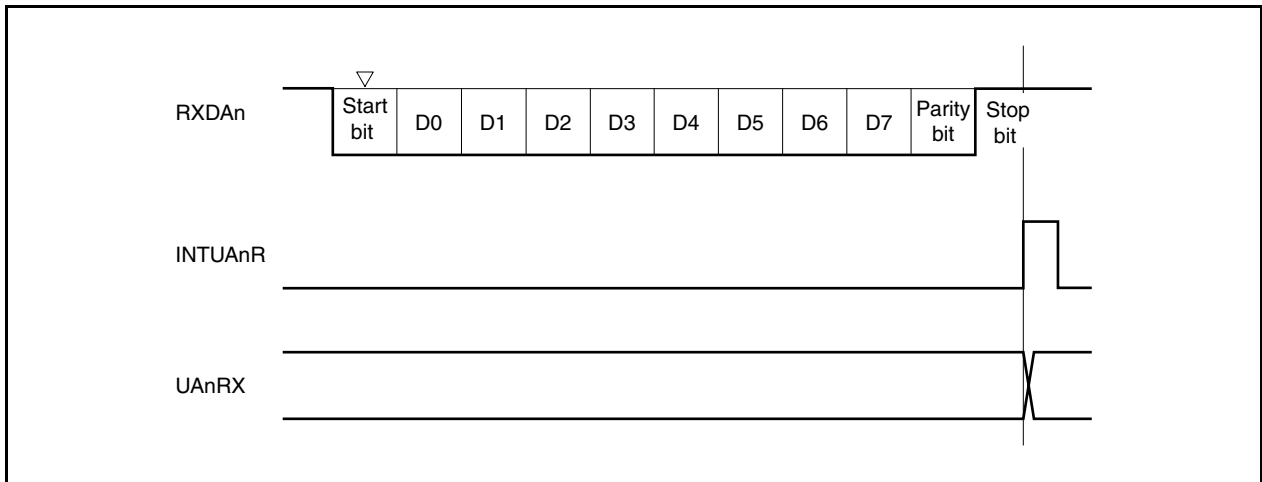 RXDAn
Start bit
D0
D1
D2
D3
D4
D5
D6
D7
Parity bit
Stop bit
INTUAnR
UAnRX